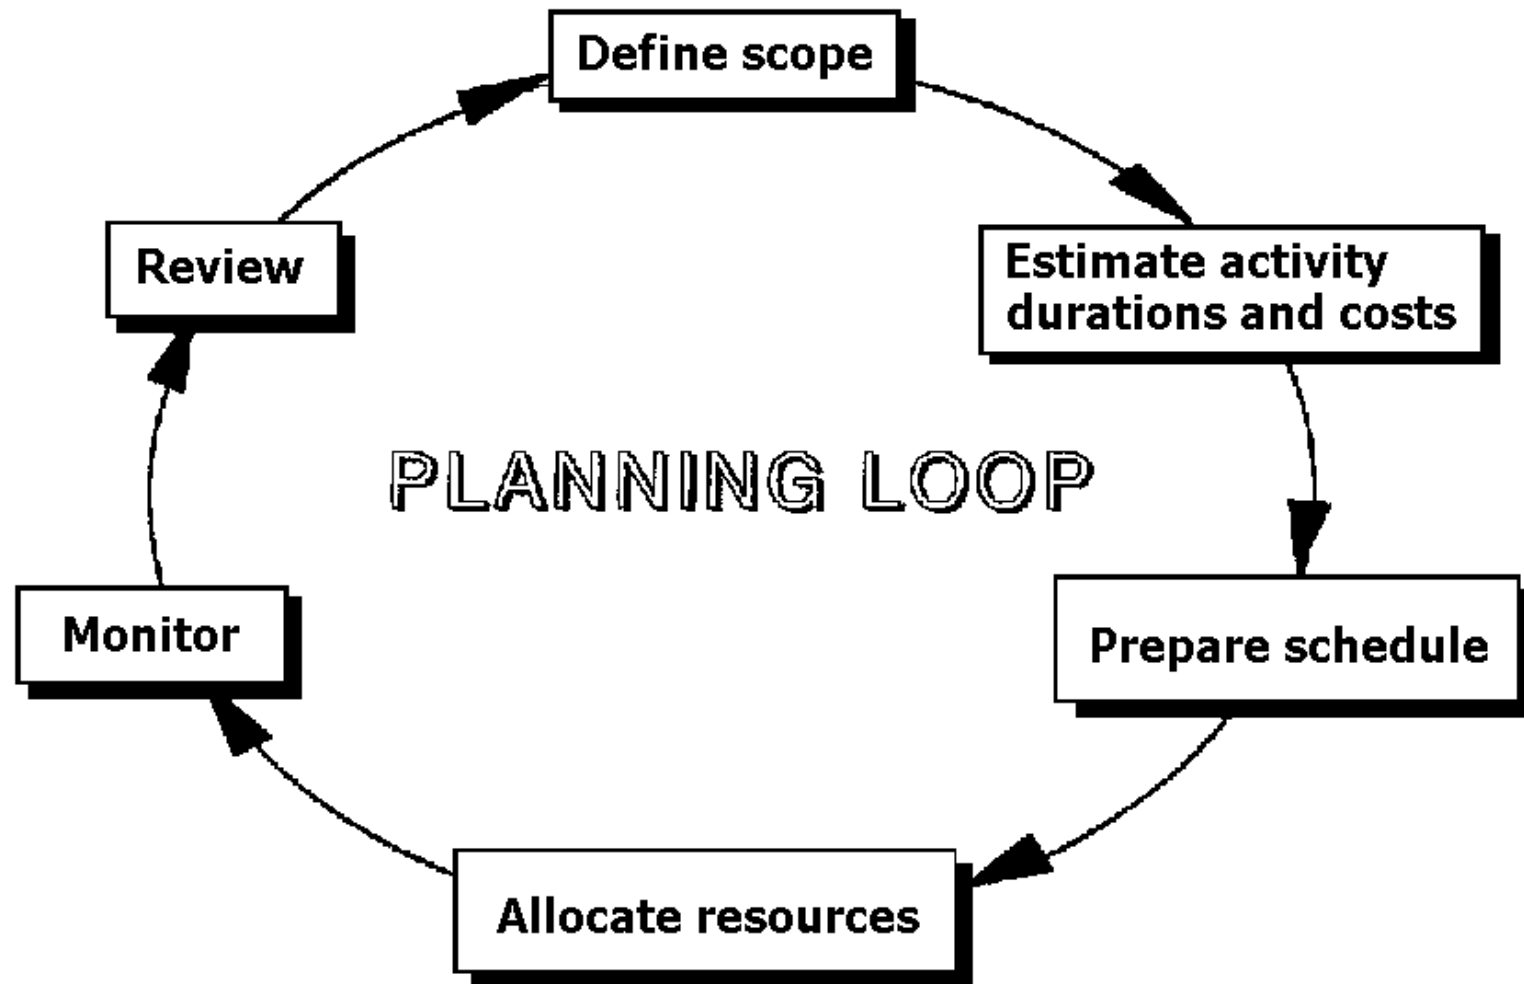 Define scope
Estimate activity
durations and costs
Prepare schedule
Allocate resources
Monitor
Review
PLANNING LOOP